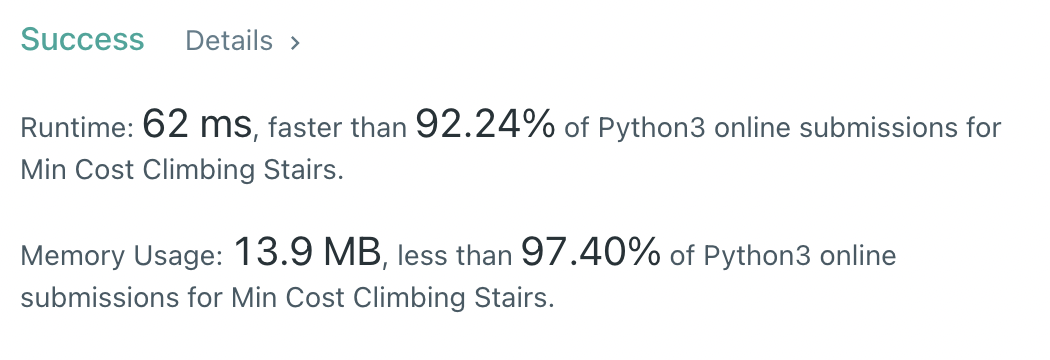 Success Details >
Runtime: 62 ms, faster than 92.24% of Python3 online submissions for
Min Cost Climbing Stairs.
Memory Usage: 13.9 MB, less than 97.40% of Python3 online
submissions for Min Cost Climbing Stairs.